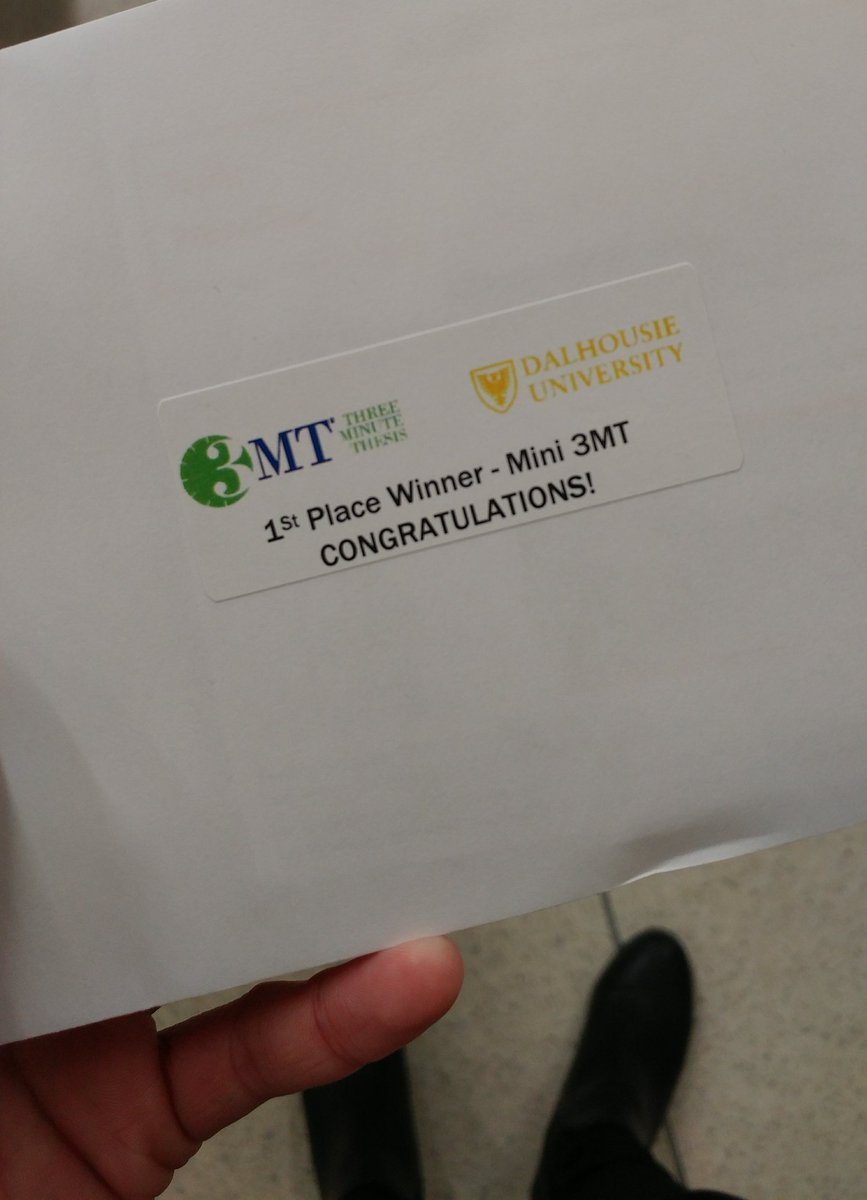 3MT
THREE
MINUTE
THESIS
DALHOUSIE
UNIVERSITY
1St Place Winner - Mini 3MT
CONGRATULATIONS!